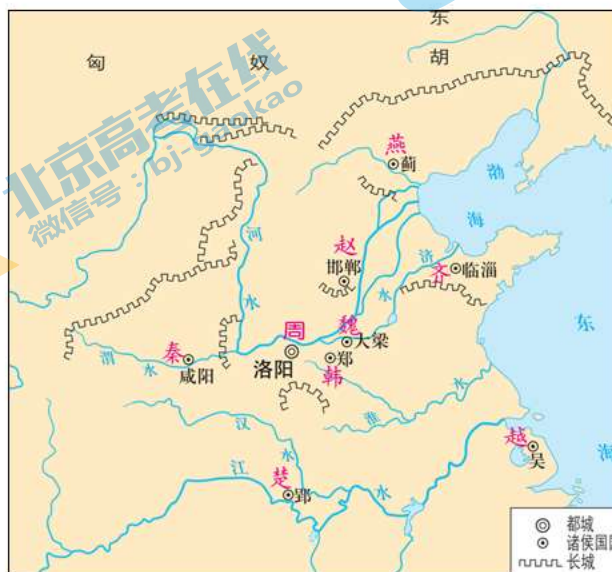 东
胡
匈 奴
北京高考在线
微信号：bj-gaokao
燕
蓟
渤
海
赵
邯郸
河
水
济
水
齐
临淄
东
海
周
洛阳
魏
大梁
郑
韩
秦
咸阳
渭
水
淮
水
汉
水
江
水
楚
郢
越
吴
都城
诸侯国
长城